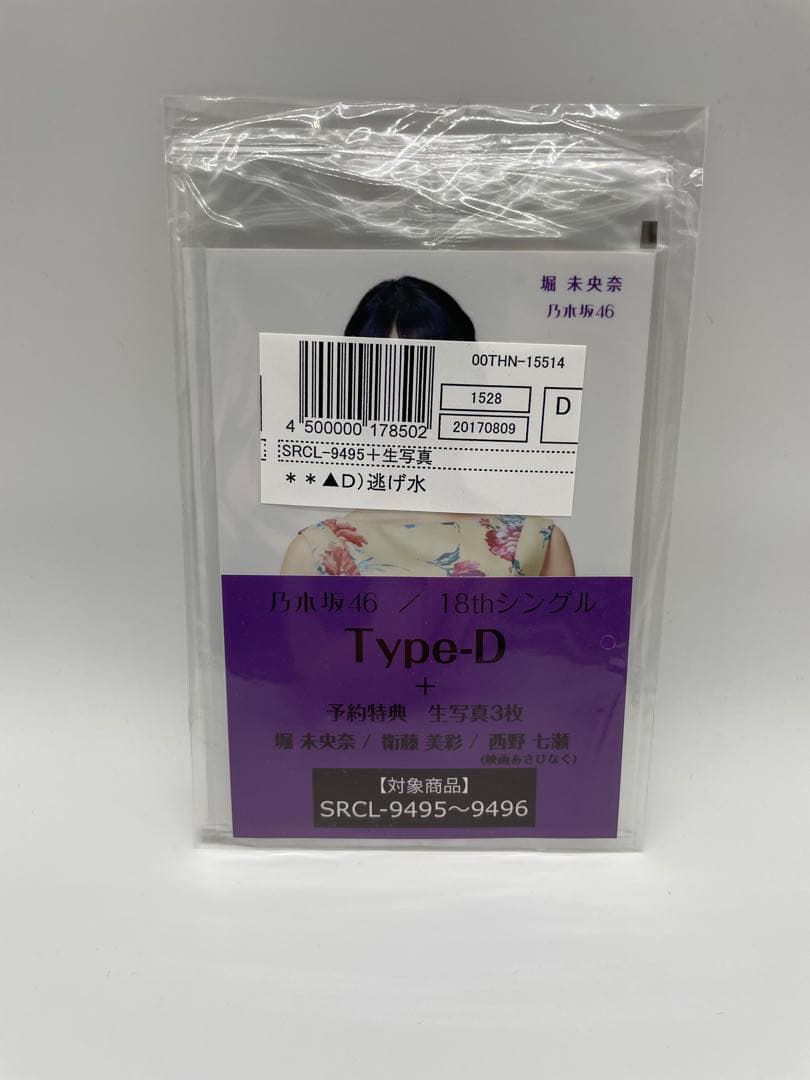 堀 未央奈
乃木坂46
00THN-15514
1528
D
4 500000 178502
20170809
SRCL-9495＋生写真
＊＊▲D）逃げ水
乃木坂46 ／ 18thシングル
Type-D
＋
予約特典 生写真3枚
堀 未央奈 / 衛藤 美彩 / 西野 七瀬
(映画あさひなぐ)
【対象商品】
SRCL-9495～9496